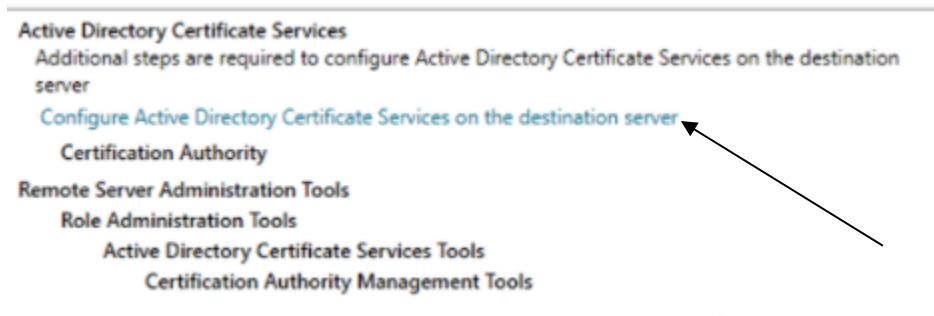 Active Directory Certificate Services
Additional steps are required to configure Active Directory Certificate Services on the destination
server
Configure Active Directory Certificate Services on the destination server
Certification Authority
Remote Server Administration Tools
Role Administration Tools
Active Directory Certificate Services Tools
Certification Authority Management Tools